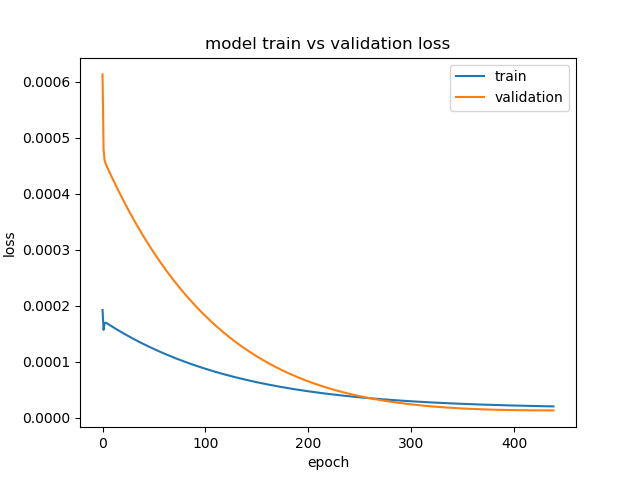 model train vs validation loss
train
validation
loss
0.0006
0.0005
0.0004
0.0003
0.0002
0.0001
0.0000
0 100 200 300 400
epoch